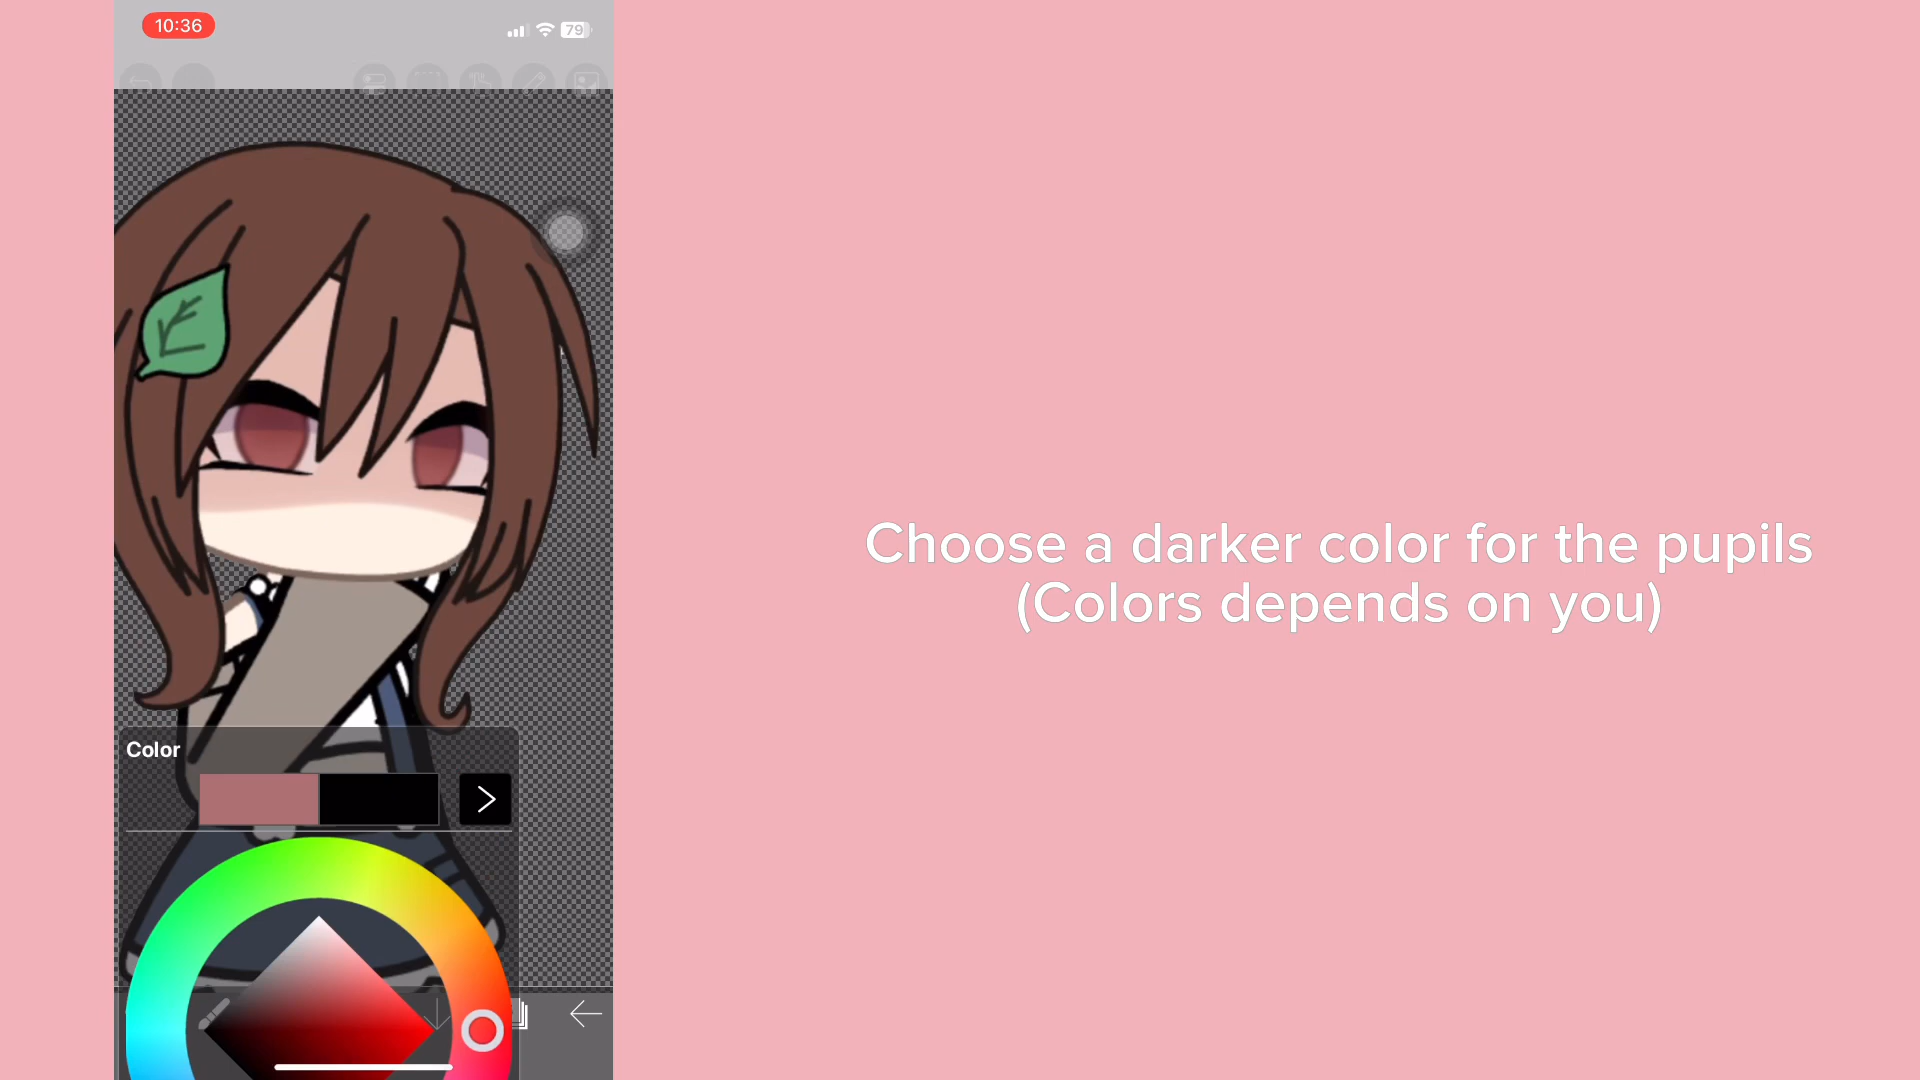 10:36
79
Color
Choose a darker color for the pupils
(Colors depends on you)